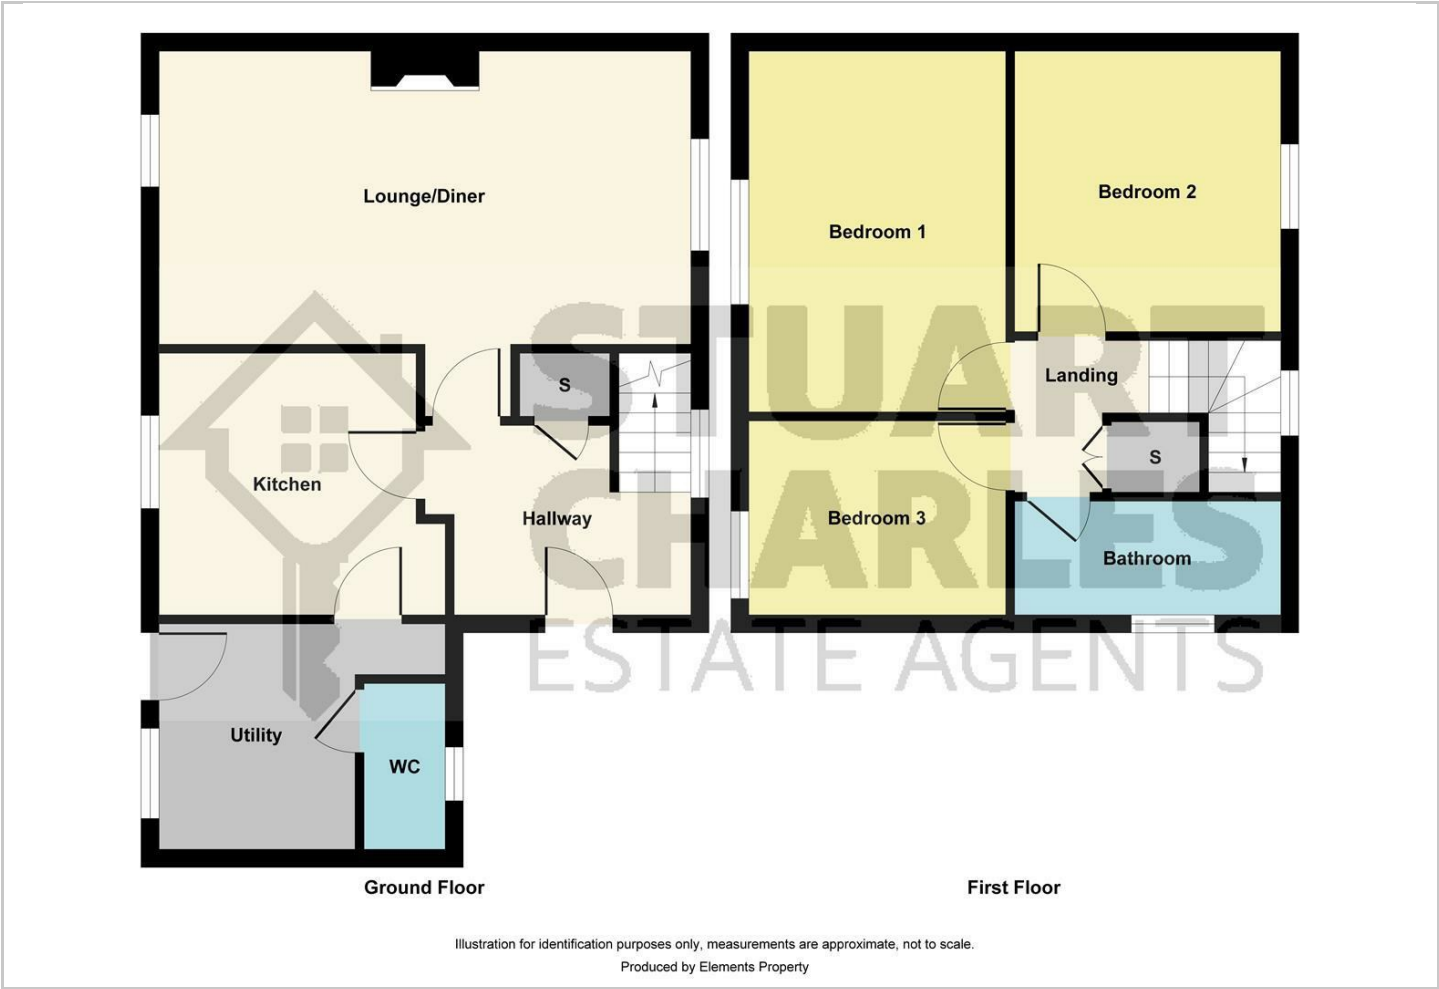 Lounge/Diner
S
Kitchen
Hallway
Utility
WC
Ground Floor
Bedroom 1
Bedroom 2
Landing
S
Bedroom 3
Bathroom
First Floor
STUART
CHARLES
ESTATE AGENTS
Illustration for identification purposes only, measurements are approximate, not to scale.
Produced by Elements Property